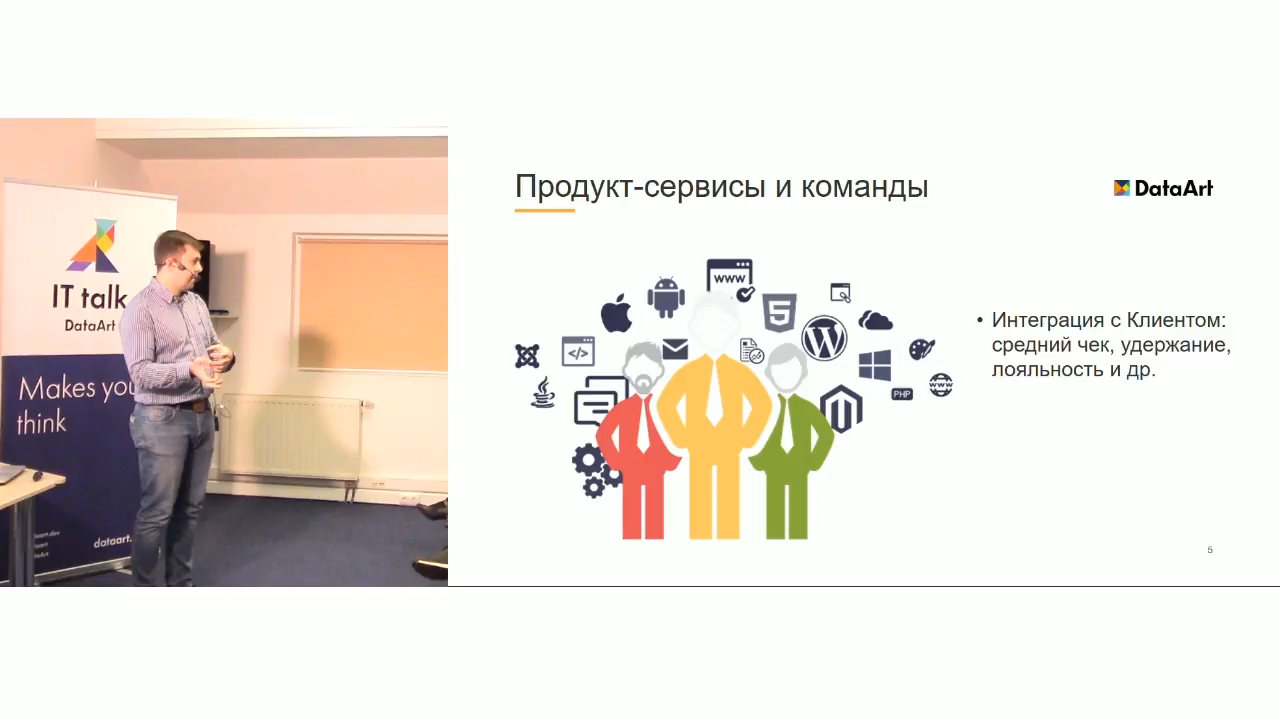 IT talk
DataArt
Makes you
think
dataart.
Продукт-сервисы и команды
DataArt
www
5
</>
PHP
www
• Интеграция с Клиентом:
средний чек, удержание,
лояльность и др.
5